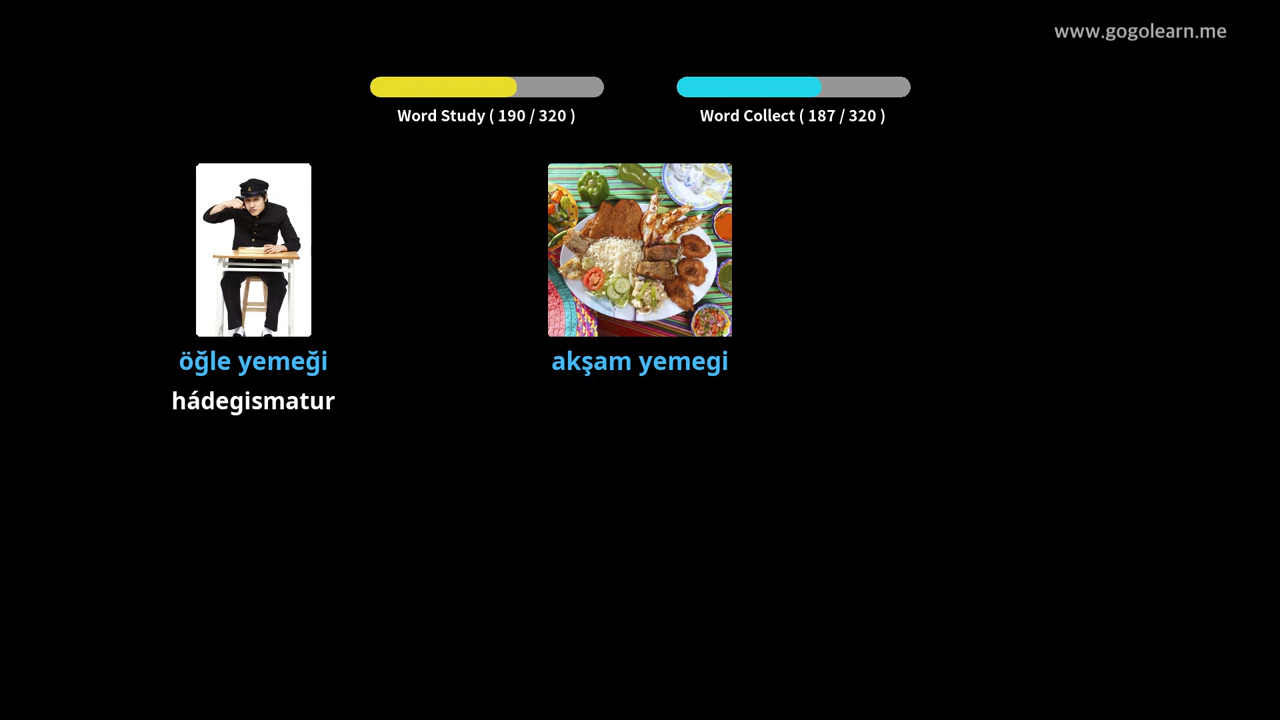 www.gogolearn.me
Word Study ( 190 / 320 )
Word Collect ( 187 / 320 )
öğle yemeği
akşam yemegi
hádegismatur